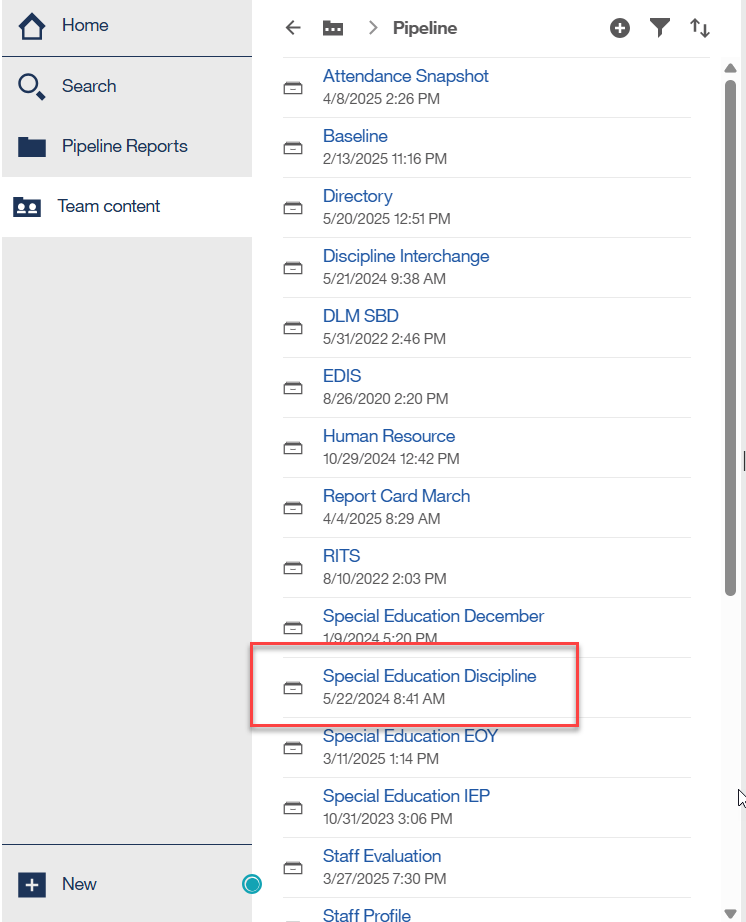 Home
Search
Pipeline Reports
Team content
New
Pipeline
Attendance Snapshot
4/8/2025 2:26 PM
Baseline
2/13/2025 11:16 PM
Directory
5/20/2025 12:51 PM
Discipline Interchange
5/21/2024 9:38 AM
DLM SBD
5/31/2022 2:46 PM
EDIS
8/26/2020 2:20 PM
Human Resource
10/29/2024 12:42 PM
Report Card March
4/4/2025 8:29 AM
RITS
8/10/2022 2:03 PM
Special Education December
1/9/2024 5:20 PM
Special Education Discipline
5/22/2024 8:41 AM
Special Education EOY
3/11/2025 1:14 PM
Special Education IEP
10/31/2023 3:06 PM
Staff Evaluation
3/27/2025 7:30 PM
Staff Profile